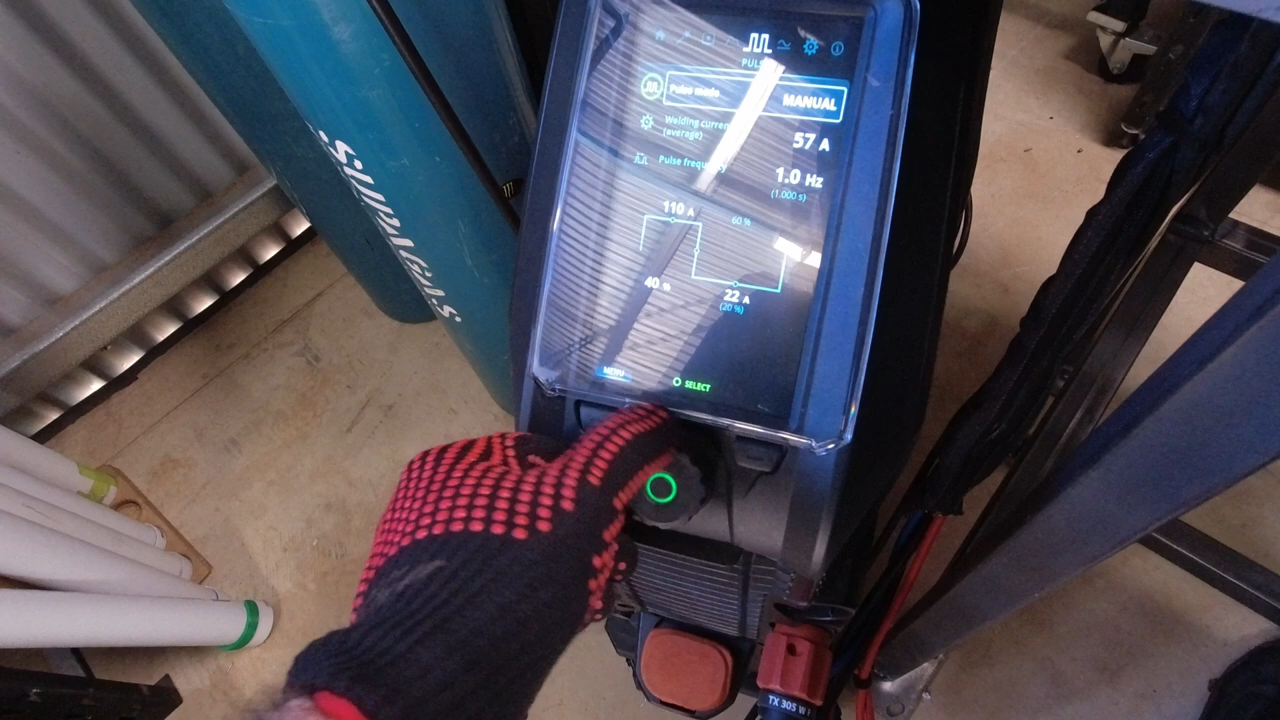 PULSE
Pulse mode
MANUAL
Welding current
(average)
57 A
Pulse frequency
1.0 Hz
(1.000 s)
110 A
60 %
40 %
22 A
(20 %)
MENU
SELECT
SUPAGAS
TX 305 W F